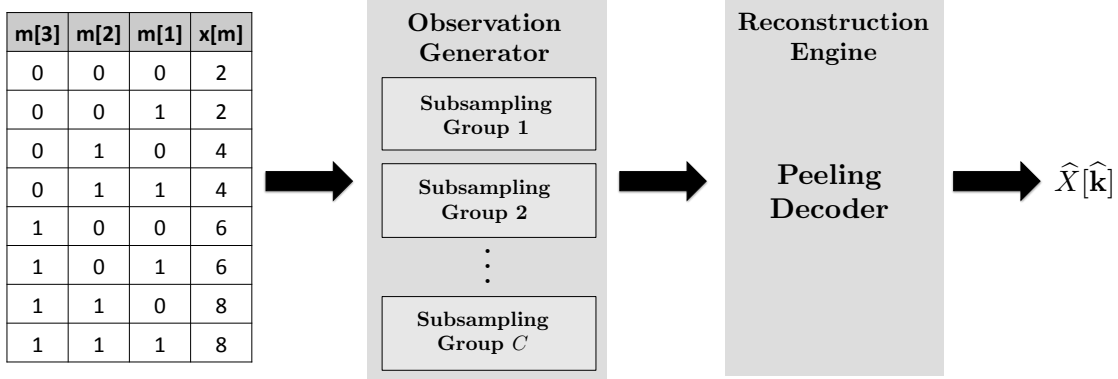 m[3] m[2] m[1] x[m]
0 0 0 2
0 0 1 2
0 1 0 4
0 1 1 4
1 0 0 6
1 0 1 6
1 1 0 8
1 1 1 8
Observation
Generator
Subsampling
Group 1
Subsampling
Group 2
⋮
Subsampling
Group C
Reconstruction
Engine
Peeling
Decoder
X̂[k̂]